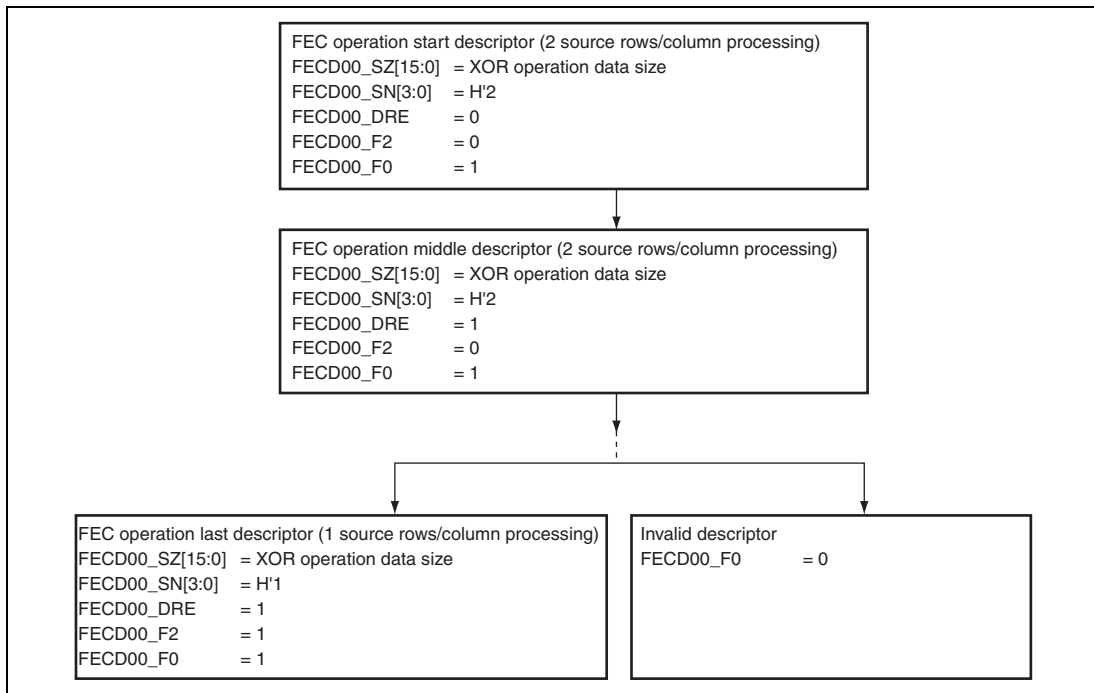 FEC operation start descriptor (2 source rows/column processing)
FECD00_SZ[15:0] = XOR operation data size
FECD00_SN[3:0] = H'2
FECD00_DRE = 0
FECD00_F2 = 0
FECD00_F0 = 1
FEC operation middle descriptor (2 source rows/column processing)
FECD00_SZ[15:0] = XOR operation data size
FECD00_SN[3:0] = H'2
FECD00_DRE = 1
FECD00_F2 = 0
FECD00_F0 = 1
FEC operation last descriptor (1 source rows/column processing)
FECD00_SZ[15:0] = XOR operation data size
FECD00_SN[3:0] = H'1
FECD00_DRE = 1
FECD00_F2 = 1
FECD00_F0 = 1
Invalid descriptor
FECD00_F0 = 0